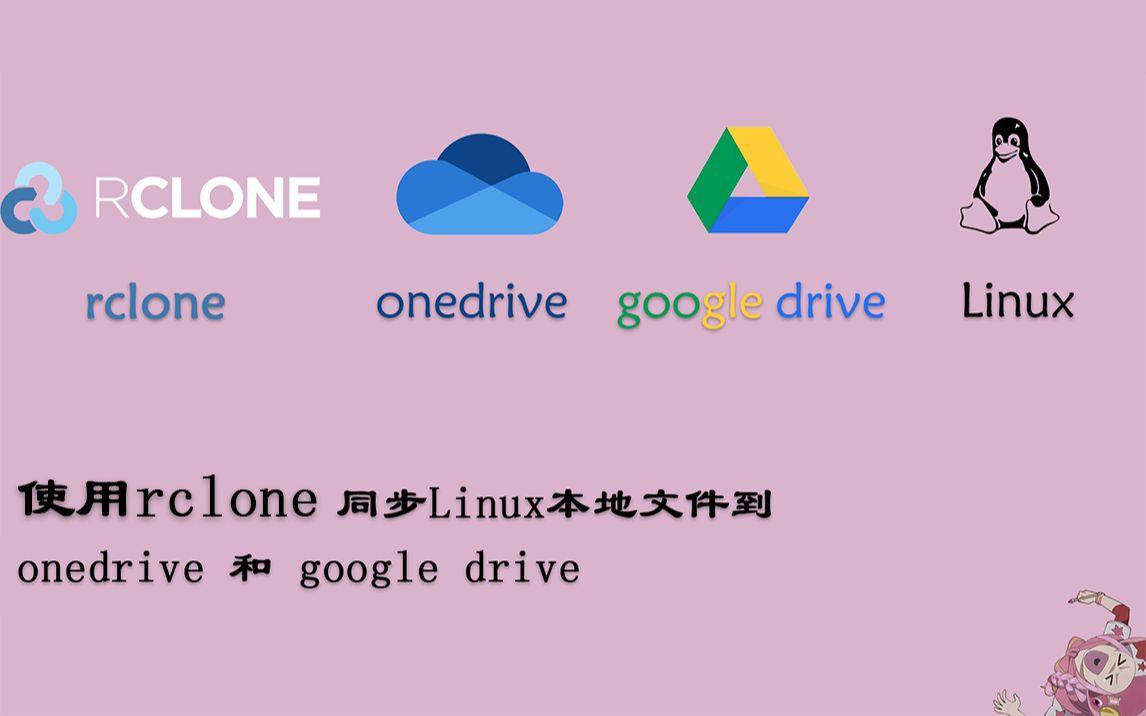 RCLONE
rclone
onedrive
google drive
Linux
使用rclone 同步Linux本地文件到
onedrive 和 google drive